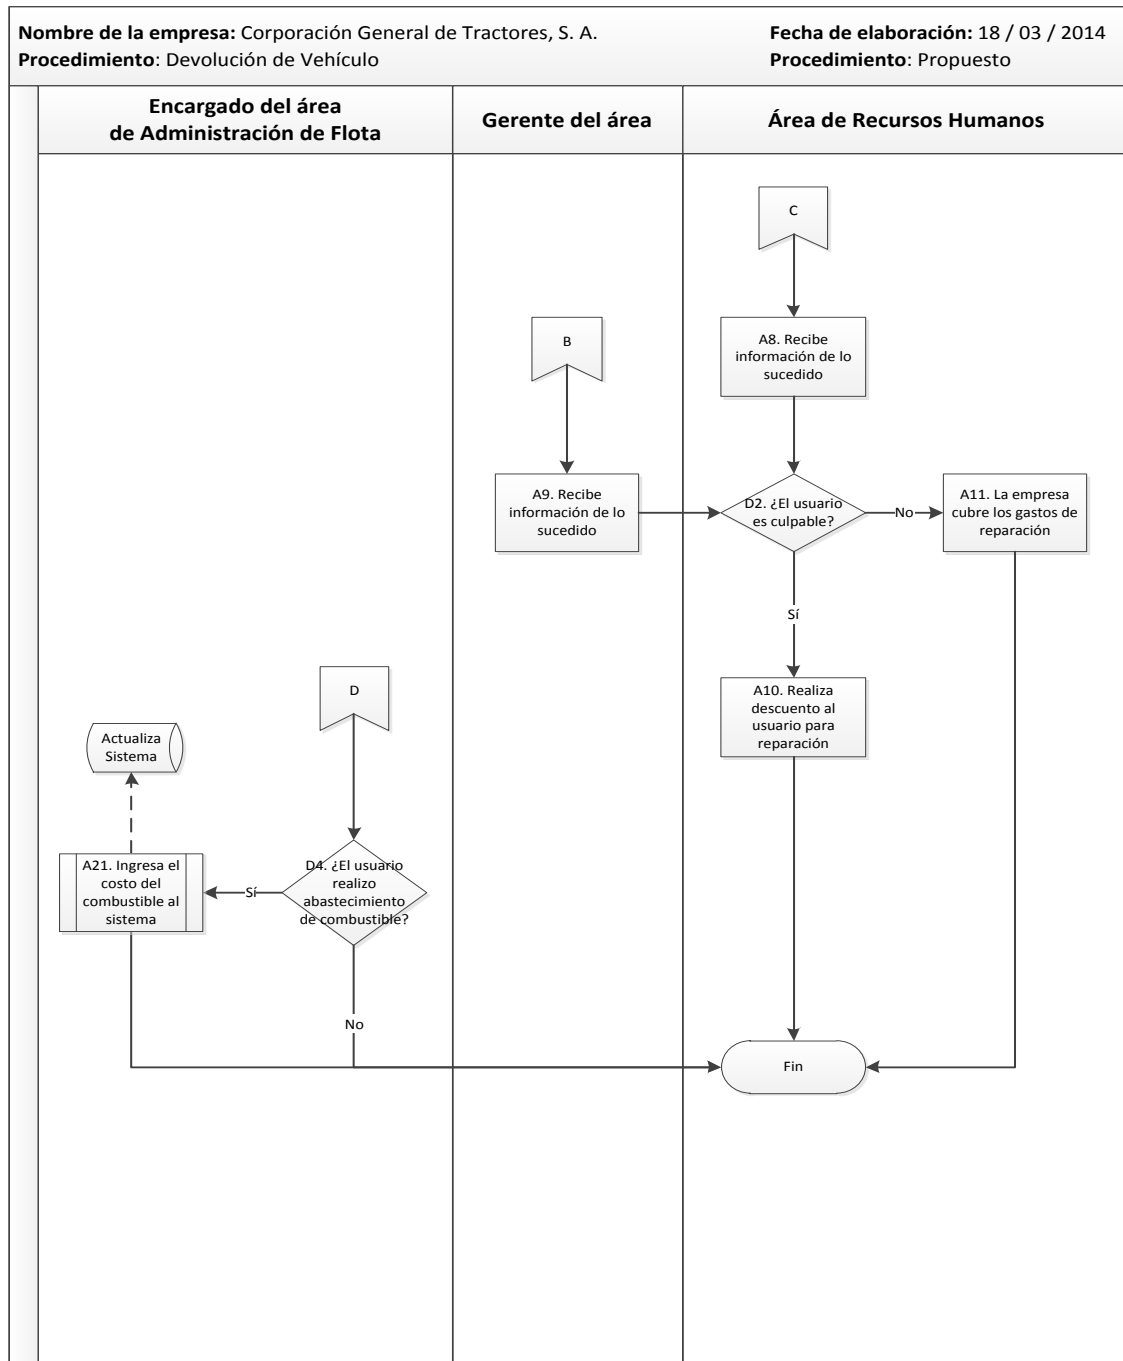 Nombre de la empresa: Corporación General de Tractores, S. A.
Fecha de elaboración: 18 / 03 / 2014
Procedimiento: Devolución de Vehículo
Procedimiento: Propuesto
Encargado del área
de Administración de Flota
Gerente del área
Área de Recursos Humanos
C
A8. Recibe
información de lo
sucedido
B
A9. Recibe
información de lo
sucedido
D2. ¿El usuario
es culpable?
No
A11. La empresa
cubre los gastos de
reparación
Sí
A10. Realiza
descuento al
usuario para
reparación
D
Actualiza
Sistema
D4. ¿El usuario
realizo
abastecimiento
de combustible?
Sí
A21. Ingresa el
costo del
combustible al
sistema
No
Fin